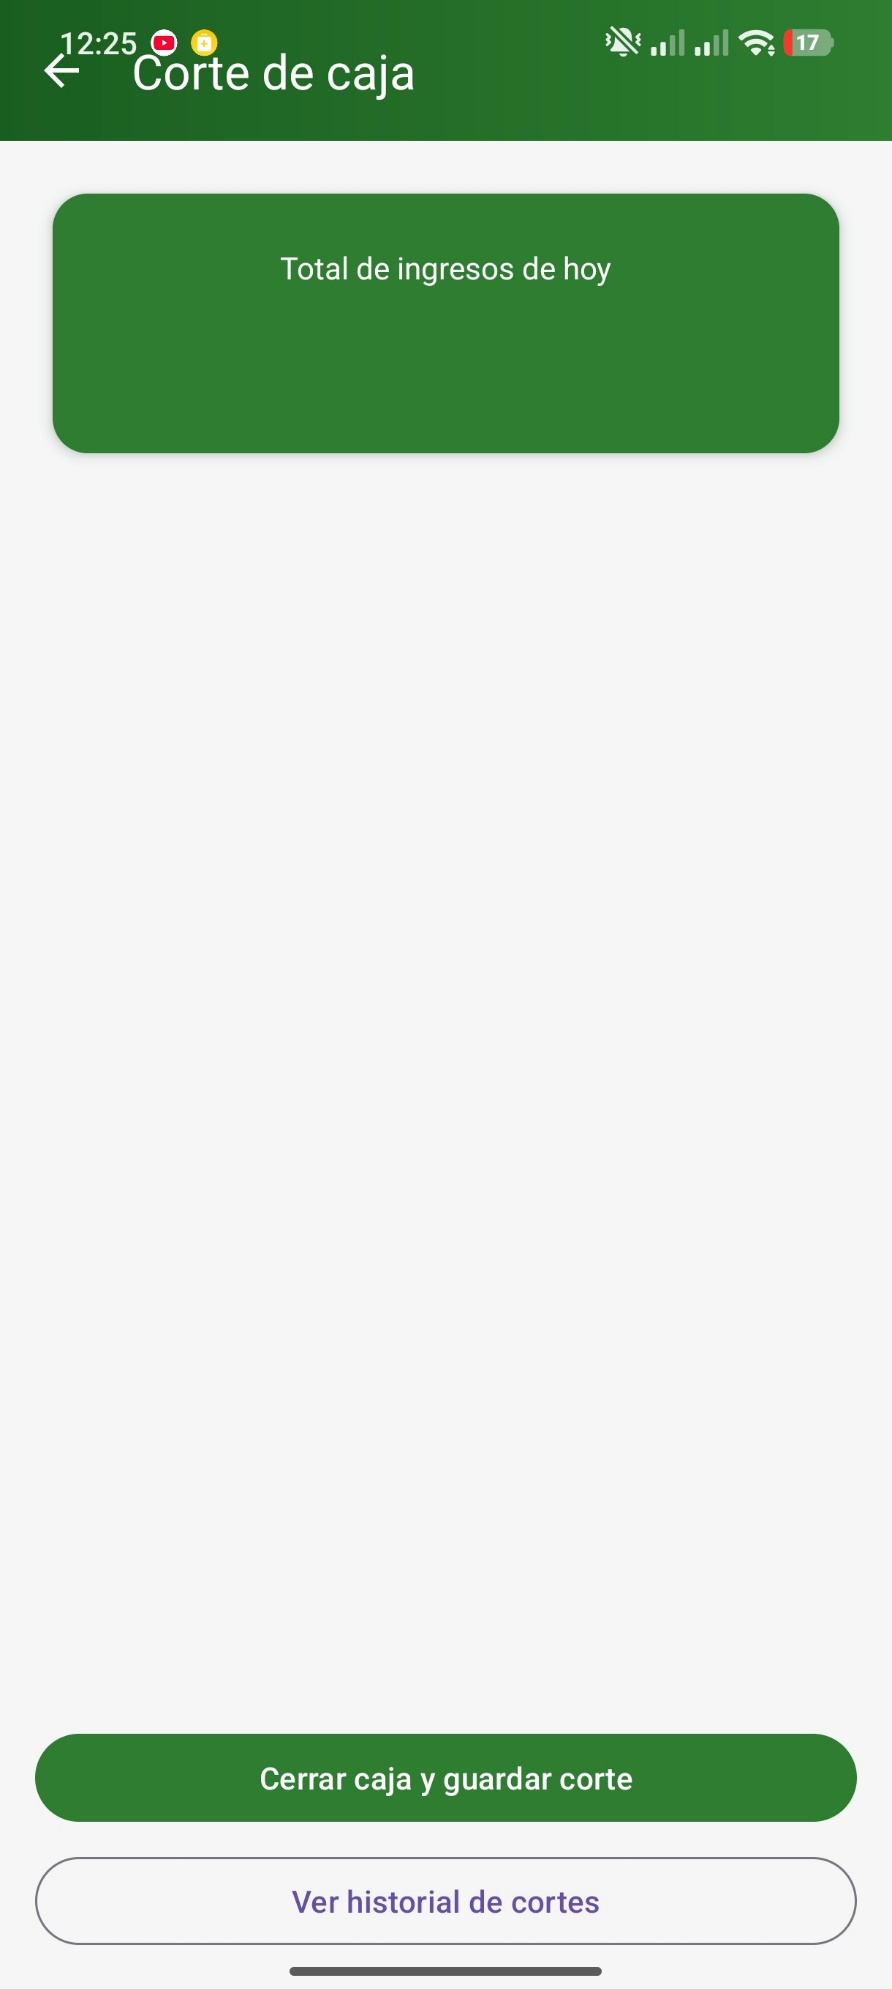 12:25
17
Corte de caja
Total de ingresos de hoy
Cerrar caja y guardar corte
Ver historial de cortes